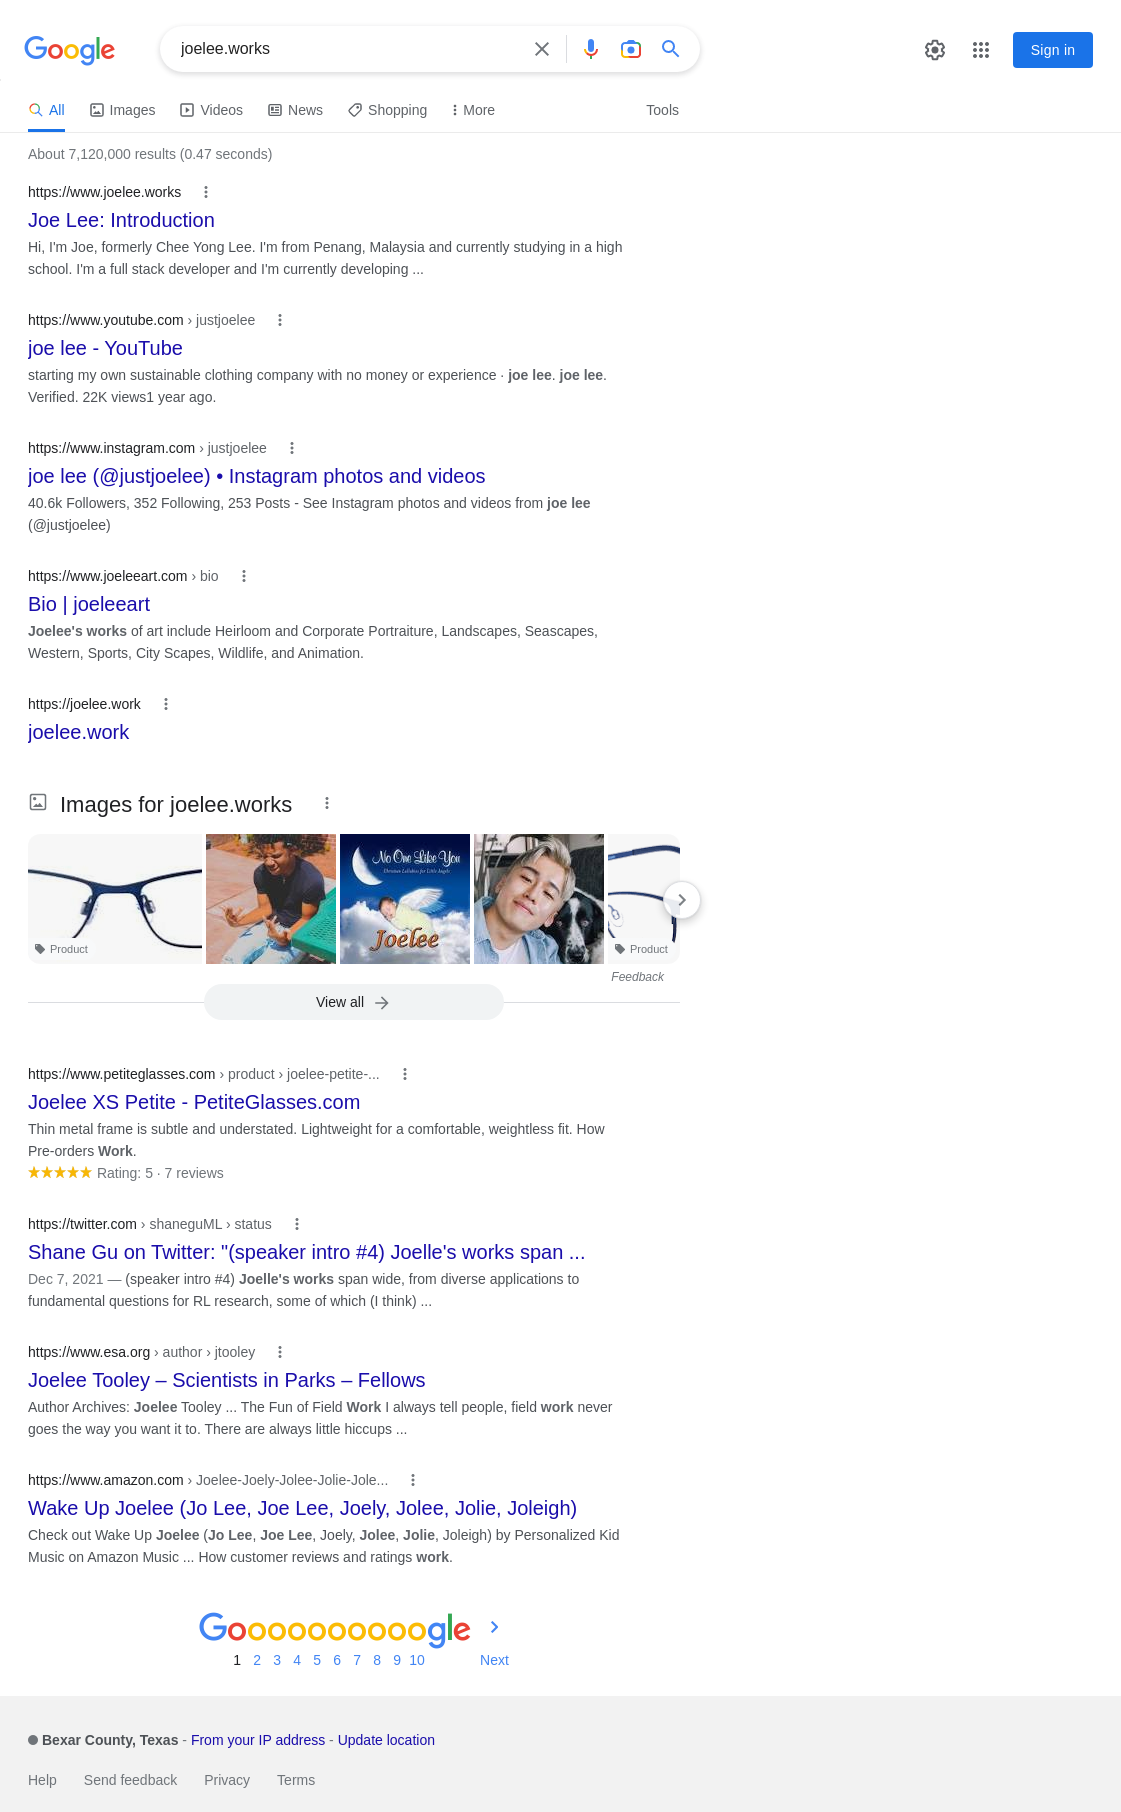 Google
joelee.works
Sign in
All Images Videos News Shopping More Tools
About 7,120,000 results (0.47 seconds)
https://www.joelee.works
Joe Lee: Introduction
Hi, I'm Joe, formerly Chee Yong Lee. I'm from Penang, Malaysia and currently studying in a high
school. I'm a full stack developer and I'm currently developing ...
https://www.youtube.com › justjoelee
joe lee - YouTube
starting my own sustainable clothing company with no money or experience · joe lee. joe lee.
Verified. 22K views1 year ago.
https://www.instagram.com › justjoelee
joe lee (@justjoelee) • Instagram photos and videos
40.6k Followers, 352 Following, 253 Posts - See Instagram photos and videos from joe lee
(@justjoelee)
https://www.joeleeart.com › bio
Bio | joeleeart
Joelee's works of art include Heirloom and Corporate Portraiture, Landscapes, Seascapes,
Western, Sports, City Scapes, Wildlife, and Animation.
https://joelee.work
joelee.work
Images for joelee.works
No One Like You
Christian Lullabies for Little Angels
Joelee
Product
Product
Feedback
View all
https://www.petiteglasses.com › product › joelee-petite-...
Joelee XS Petite - PetiteGlasses.com
Thin metal frame is subtle and understated. Lightweight for a comfortable, weightless fit. How
Pre-orders Work.
Rating: 5 · 7 reviews
https://twitter.com › shaneguML › status
Shane Gu on Twitter: "(speaker intro #4) Joelle's works span ...
Dec 7, 2021 — (speaker intro #4) Joelle's works span wide, from diverse applications to
fundamental questions for RL research, some of which (I think) ...
https://www.esa.org › author › jtooley
Joelee Tooley – Scientists in Parks – Fellows
Author Archives: Joelee Tooley ... The Fun of Field Work I always tell people, field work never
goes the way you want it to. There are always little hiccups ...
https://www.amazon.com › Joelee-Joely-Jolee-Jolie-Jole...
Wake Up Joelee (Jo Lee, Joe Lee, Joely, Jolee, Jolie, Joleigh)
Check out Wake Up Joelee (Jo Lee, Joe Lee, Joely, Jolee, Jolie, Joleigh) by Personalized Kid
Music on Amazon Music ... How customer reviews and ratings work.
Goooooooooogle
1 2 3 4 5 6 7 8 9 10 Next
Bexar County, Texas - From your IP address - Update location
Help Send feedback Privacy Terms